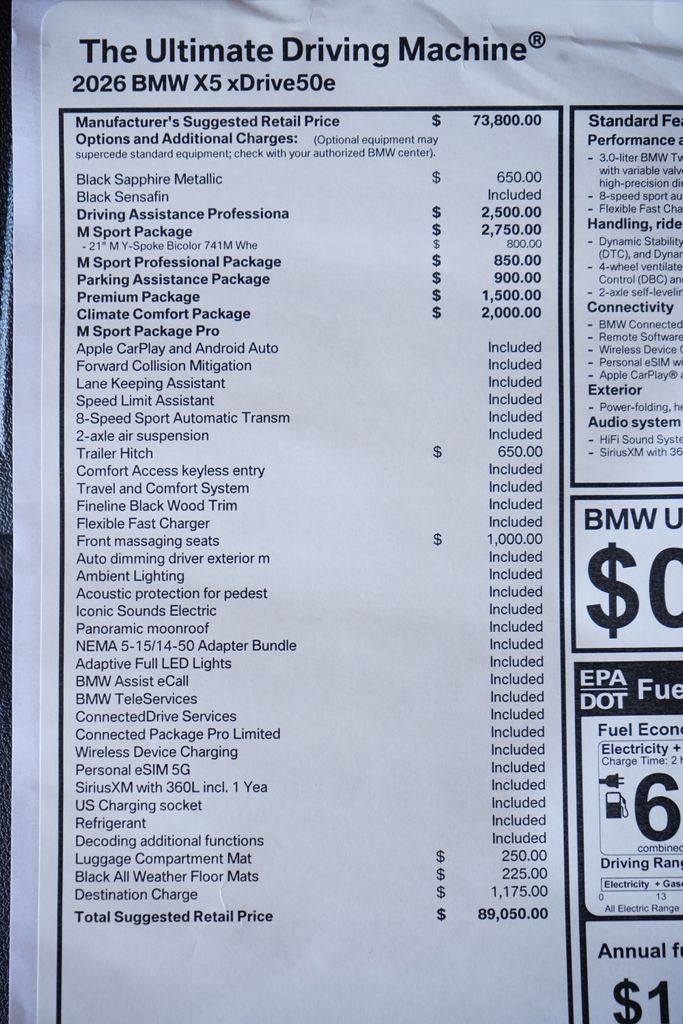 The Ultimate Driving Machine®
2026 BMW X5 xDrive50e
Manufacturer's Suggested Retail Price $ 73,800.00
Options and Additional Charges: (Optional equipment may
supercede standard equipment; check with your authorized BMW center).
Black Sapphire Metallic $ 650.00
Black Sensafin Included
Driving Assistance Professiona $ 2,500.00
M Sport Package $ 2,750.00
- 21" M Y-Spoke Bicolor 741M Whe $ 800.00
M Sport Professional Package $ 850.00
Parking Assistance Package $ 900.00
Premium Package $ 1,500.00
Climate Comfort Package $ 2,000.00
M Sport Package Pro
Apple CarPlay and Android Auto Included
Forward Collision Mitigation Included
Lane Keeping Assistant Included
Speed Limit Assistant Included
8-Speed Sport Automatic Transm Included
2-axle air suspension Included
Trailer Hitch $ 650.00
Comfort Access keyless entry Included
Travel and Comfort System Included
Fineline Black Wood Trim Included
Flexible Fast Charger Included
Front massaging seats $ 1,000.00
Auto dimming driver exterior m Included
Ambient Lighting Included
Acoustic protection for pedest Included
Iconic Sounds Electric Included
Panoramic moonroof Included
NEMA 5-15/14-50 Adapter Bundle Included
Adaptive Full LED Lights Included
BMW Assist eCall Included
BMW TeleServices Included
ConnectedDrive Services Included
Connected Package Pro Limited Included
Wireless Device Charging Included
Personal eSIM 5G Included
SiriusXM with 360L incl. 1 Yea Included
US Charging socket Included
Refrigerant Included
Decoding additional functions Included
Luggage Compartment Mat $ 250.00
Black All Weather Floor Mats $ 225.00
Destination Charge $ 1,175.00
Total Suggested Retail Price $ 89,050.00
Standard Fea
Performance a
- 3.0-liter BMW Tw
with variable valv
high-precision di
- 8-speed sport au
- Flexible Fast Cha
Handling, ride
- Dynamic Stability
(DTC), and Dynar
- 4-wheel ventilate
Control (DBC) an
- 2-axle self-levelin
Connectivity
- BMW Connected
- Remote Software
- Wireless Device C
- Personal eSIM wi
- Apple CarPlay® a
Exterior
- Power-folding, he
Audio system
- HiFi Sound Syste
- SiriusXM with 36
BMW U
$0
EPA
DOT Fue
Fuel Econ
Electricity +
Charge Time: 2 h
6
combined
Driving Rang
Electricity + Gas
0 13
All Electric Range
Annual fu
$1